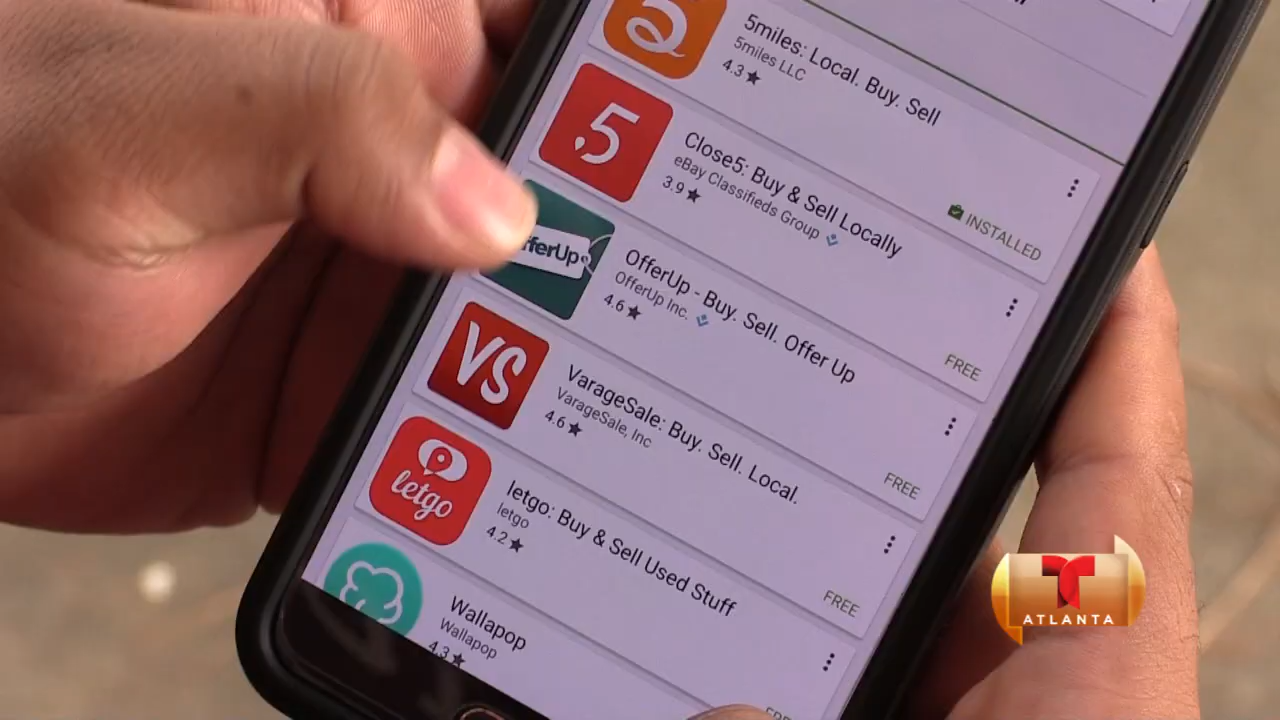 5miles: Local. Buy. Sell
5miles LLC
4.3★
INSTALLED
5
Close5: Buy & Sell Locally
eBay Classifieds Group
3.9★
FREE
OfferUp - Buy. Sell. Offer Up
OfferUp Inc.
4.6★
FREE
VS
VarageSale: Buy. Sell. Local.
VarageSale, Inc
4.6★
FREE
letgo
letgo: Buy & Sell Used Stuff
letgo
4.2★
Wallapop
Wallapop
4.3★
ATLANTA